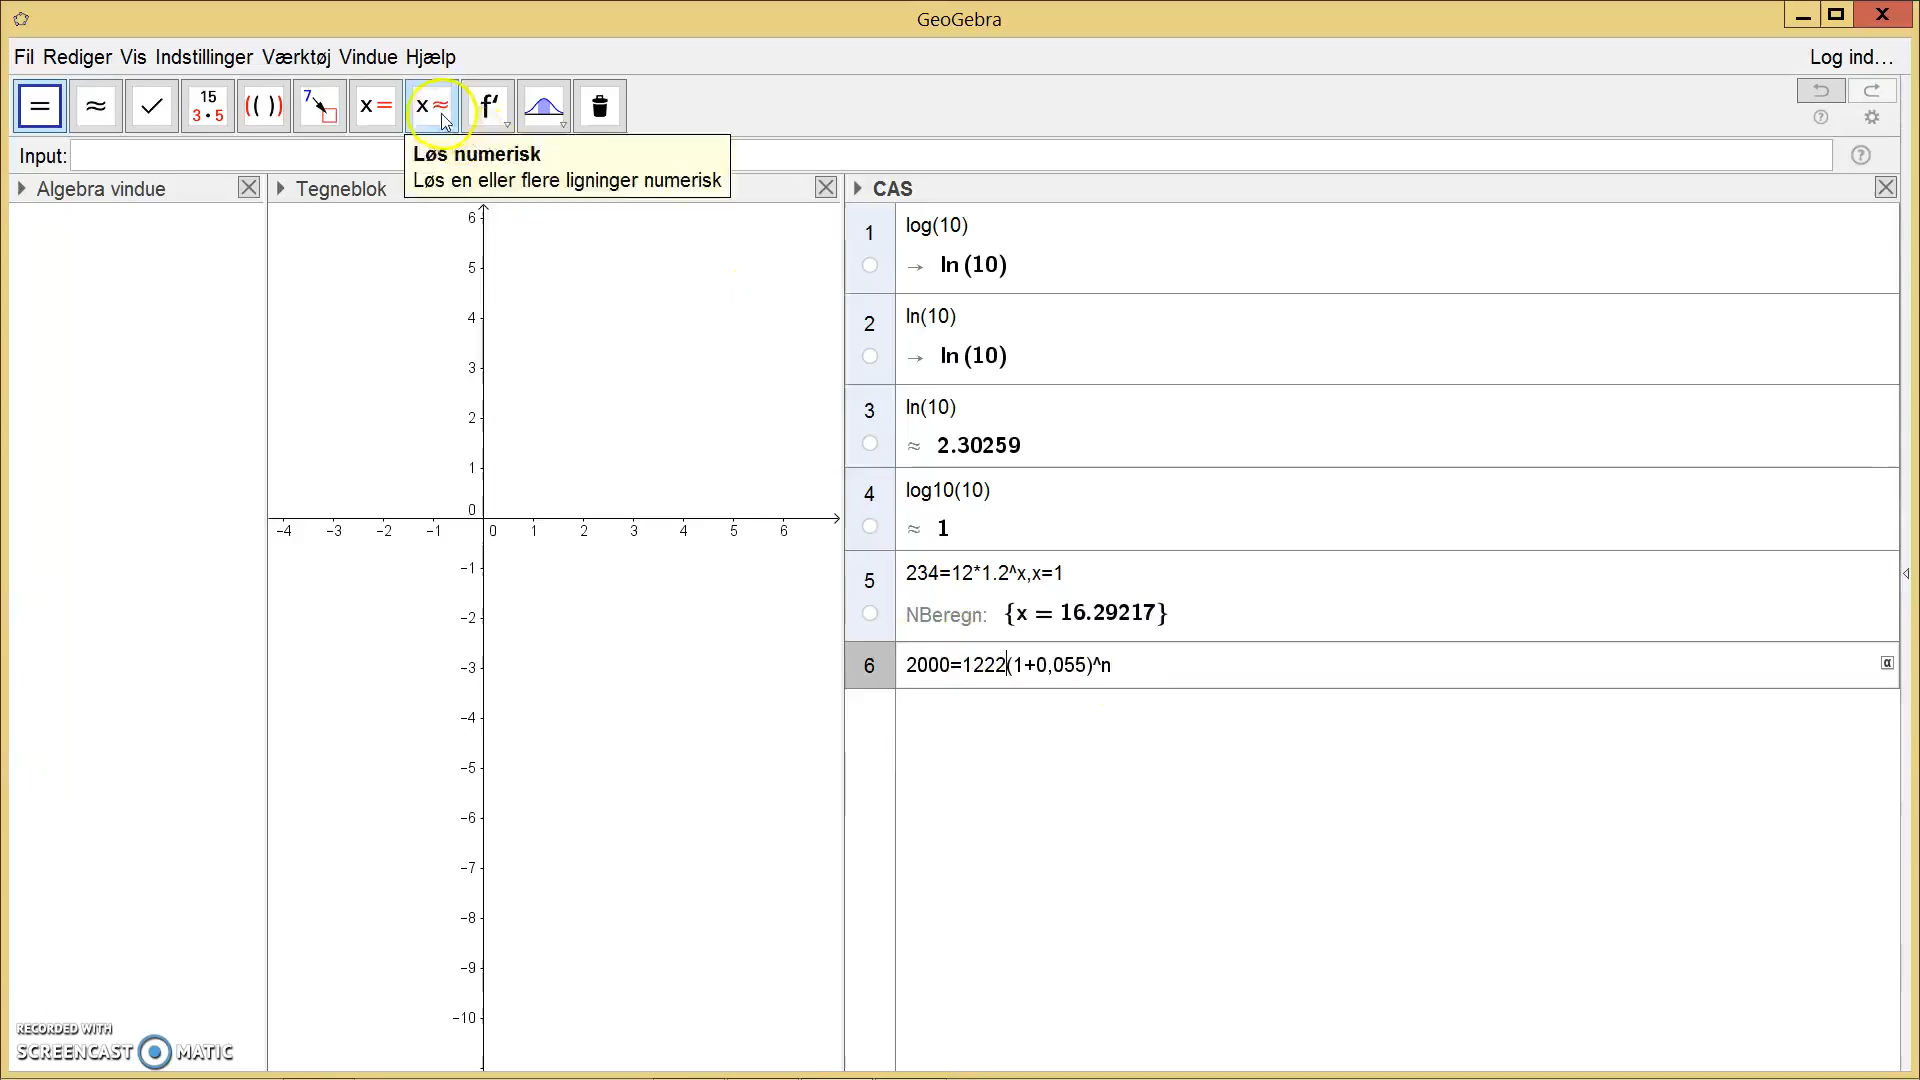 GeoGebra
Fil Rediger Vis Indstillinger Værktøj Vindue Hjælp
Log ind...
= ≈ ✓ 15 3•5 (( )) 7 x= x≈ f'
Input:
Løs numerisk
Løs en eller flere ligninger numerisk
Algebra vindue
Tegneblok
CAS
6
5
4
3
2
1
0
-4 -3 -2 -1 0 1 2 3 4 5 6
-1
-2
-3
-4
-5
-6
-7
-8
-9
-10
1 log(10)
→ ln (10)
2 ln(10)
→ ln (10)
3 ln(10)
≈ 2.30259
4 log10(10)
≈ 1
5 234=12*1.2^x,x=1
NBeregn: {x = 16.29217}
6 2000=1222(1+0,055)^n
α
RECORDED WITH
SCREENCAST MATIC